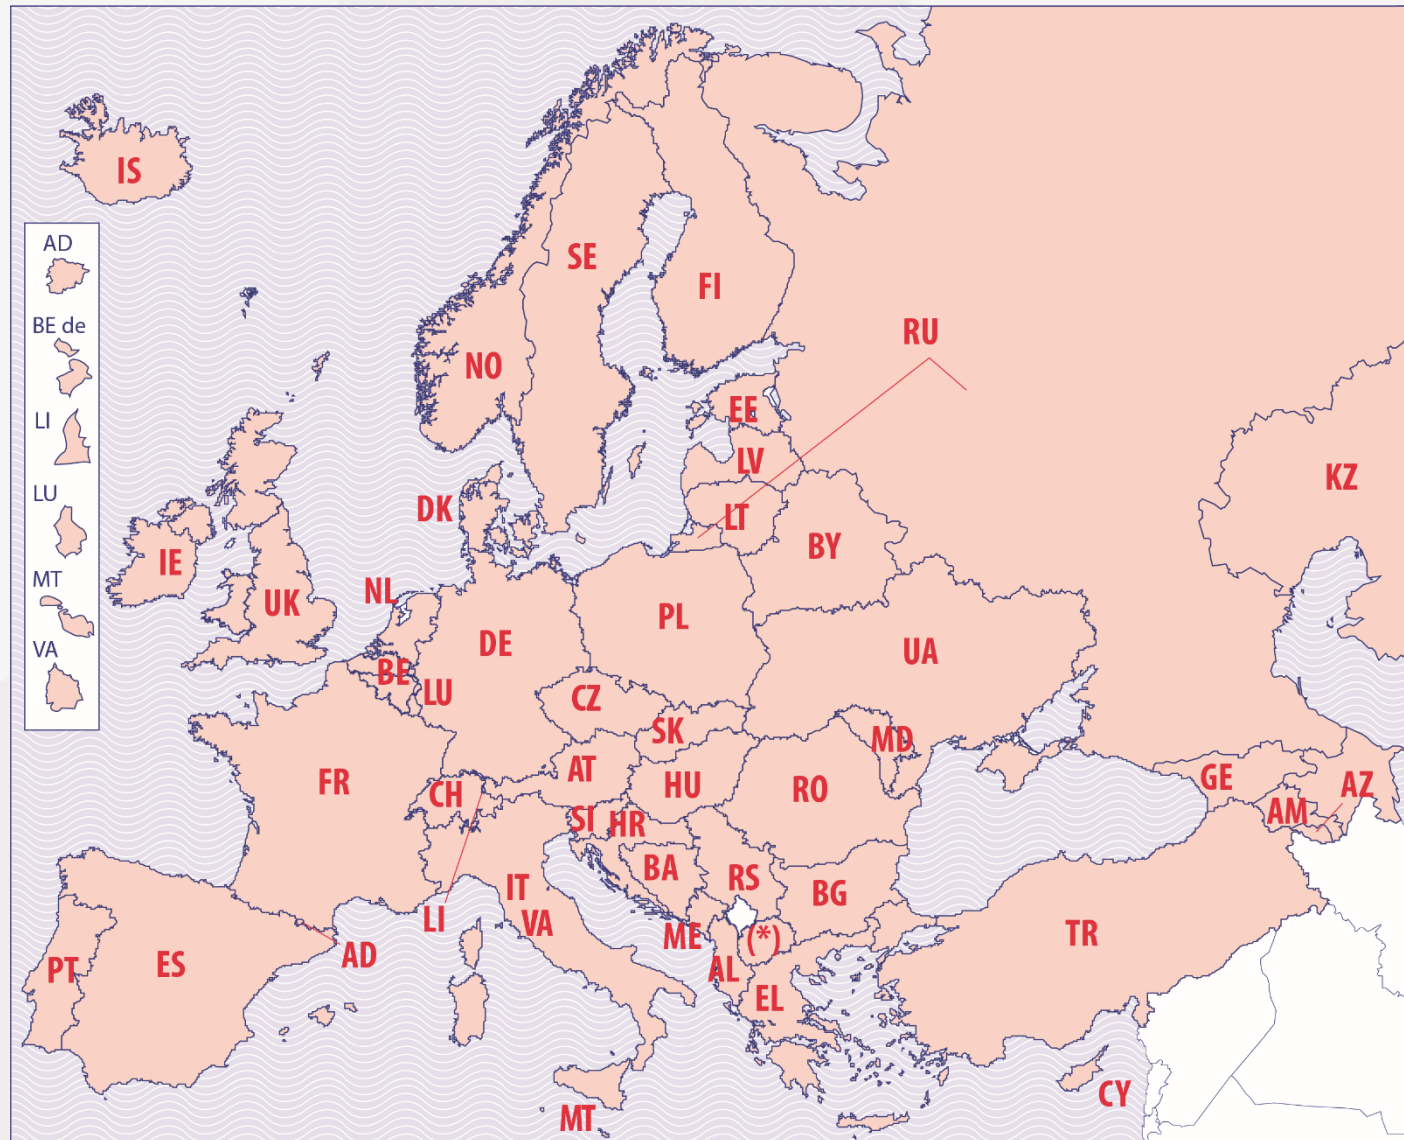 IS
AD
BE de
LI
LU
MT
VA
SE
FI
NO
RU
EE
LV
LT
KZ
DK
BY
IE
UK
NL
PL
DE
UA
BE
LU
CZ
SK
MD
FR
CH
AT
HU
RO
GE
AZ
AM
SI
HR
BA
RS
BG
IT
VA
LI
ME
(*)
TR
AD
PT
ES
AL
EL
CY
MT